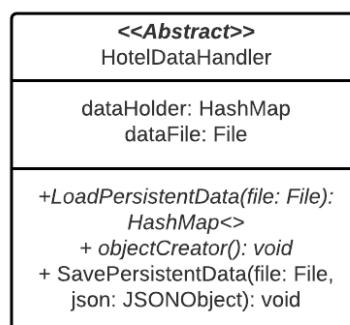 <<Abstract>>
HotelDataHandler
dataHolder: HashMap
dataFile: File
+LoadPersistentData(file: File):
HashMap<>
+ objectCreator(): void
+ SavePersistentData(file: File,
json: JSONObject): void